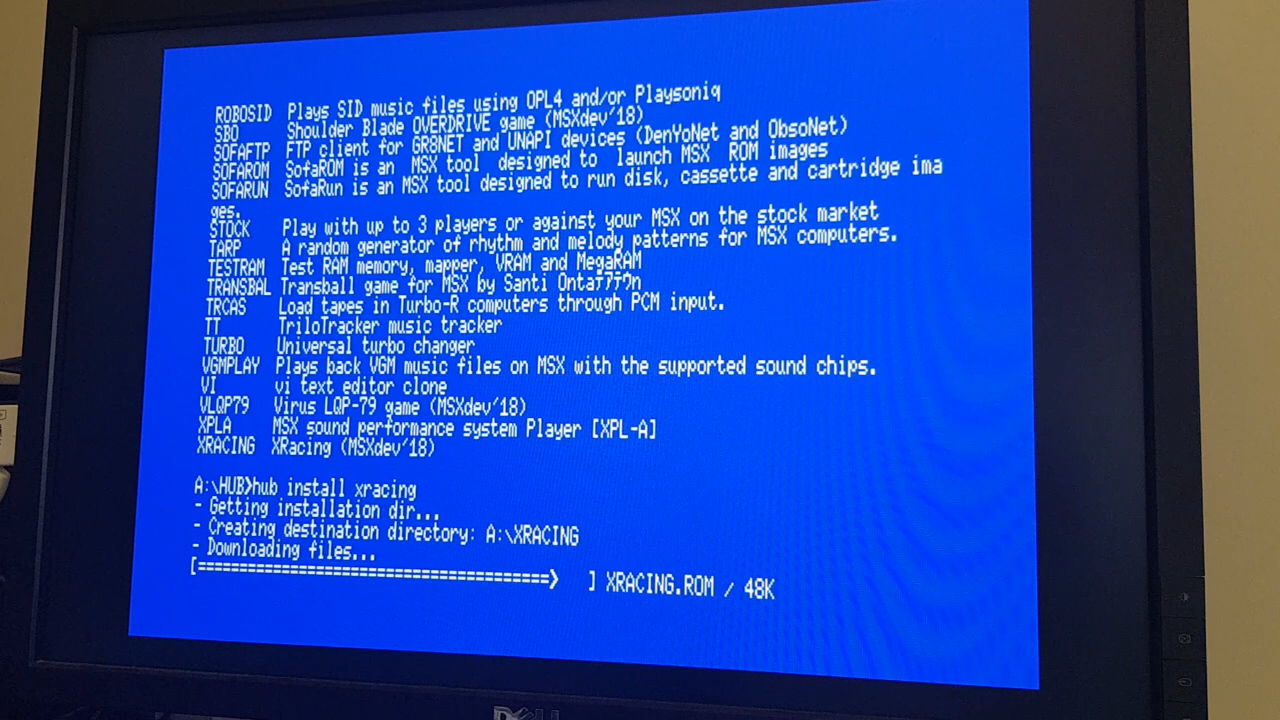 ROBOSID Plays SID music files using OPL4 and/or Playsoniq
SBO Shoulder Blade OVERDRIVE game (MSXdev'18)
SOFAFTP FTP client for GR8NET and UNAPI devices (DenYoNet and ObsoNet)
SOFAROM SofaROM is an MSX tool designed to launch MSX ROM images
SOFARUN SofaRun is an MSX tool designed to run disk, cassette and cartridge ima
ges.
STOCK Play with up to 3 players or against your MSX on the stock market
TARP A random generator of rhythm and melody patterns for MSX computers.
TESTRAM Test RAM memory, mapper, VRAM and MegaRAM
TRANSBAL Transball game for MSX by Santi
TRCAS Load tapes in Turbo-R computers through PCM input.
TT TriloTracker music tracker
TURBO Universal turbo changer
VGMPLAY Plays back VGM music files on MSX with the supported sound chips.
VI vi text editor clone
VLQP79 Virus LQP-79 game (MSXdev'18)
XPLA MSX sound performance system Player [XPL-A]
XRACING XRacing (MSXdev'18)
A:\HUB>hub install xracing
- Getting installation dir...
- Creating destination directory: A:\XRACING
- Downloading files...
[=====================================> ] XRACING.ROM / 48K
DELL